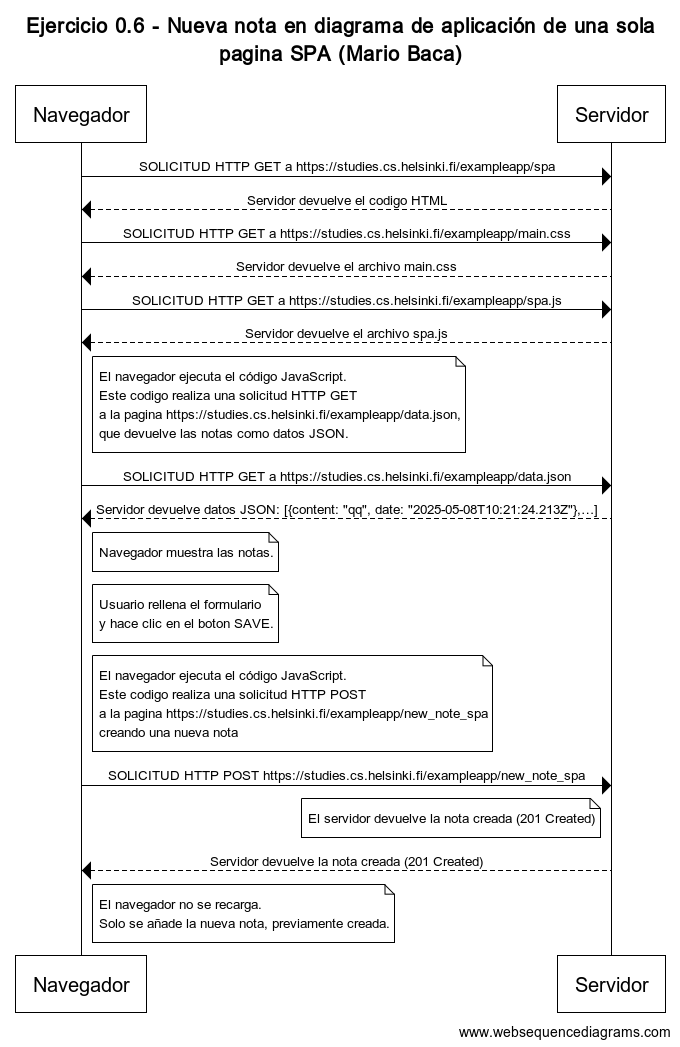 Ejercicio 0.6 - Nueva nota en diagrama de aplicación de una sola
pagina SPA (Mario Baca)
Navegador
Servidor
SOLICITUD HTTP GET a https://studies.cs.helsinki.fi/exampleapp/spa
Servidor devuelve el codigo HTML
SOLICITUD HTTP GET a https://studies.cs.helsinki.fi/exampleapp/main.css
Servidor devuelve el archivo main.css
SOLICITUD HTTP GET a https://studies.cs.helsinki.fi/exampleapp/spa.js
Servidor devuelve el archivo spa.js
El navegador ejecuta el código JavaScript.
Este codigo realiza una solicitud HTTP GET
a la pagina https://studies.cs.helsinki.fi/exampleapp/data.json,
que devuelve las notas como datos JSON.
SOLICITUD HTTP GET a https://studies.cs.helsinki.fi/exampleapp/data.json
Servidor devuelve datos JSON: [{content: "qq", date: "2025-05-08T10:21:24.213Z"},...]
Navegador muestra las notas.
Usuario rellena el formulario
y hace clic en el boton SAVE.
El navegador ejecuta el código JavaScript.
Este codigo realiza una solicitud HTTP POST
a la pagina https://studies.cs.helsinki.fi/exampleapp/new_note_spa
creando una nueva nota
SOLICITUD HTTP POST https://studies.cs.helsinki.fi/exampleapp/new_note_spa
El servidor devuelve la nota creada (201 Created)
Servidor devuelve la nota creada (201 Created)
El navegador no se recarga.
Solo se añade la nueva nota, previamente creada.
Navegador
Servidor
www.websequencediagrams.com